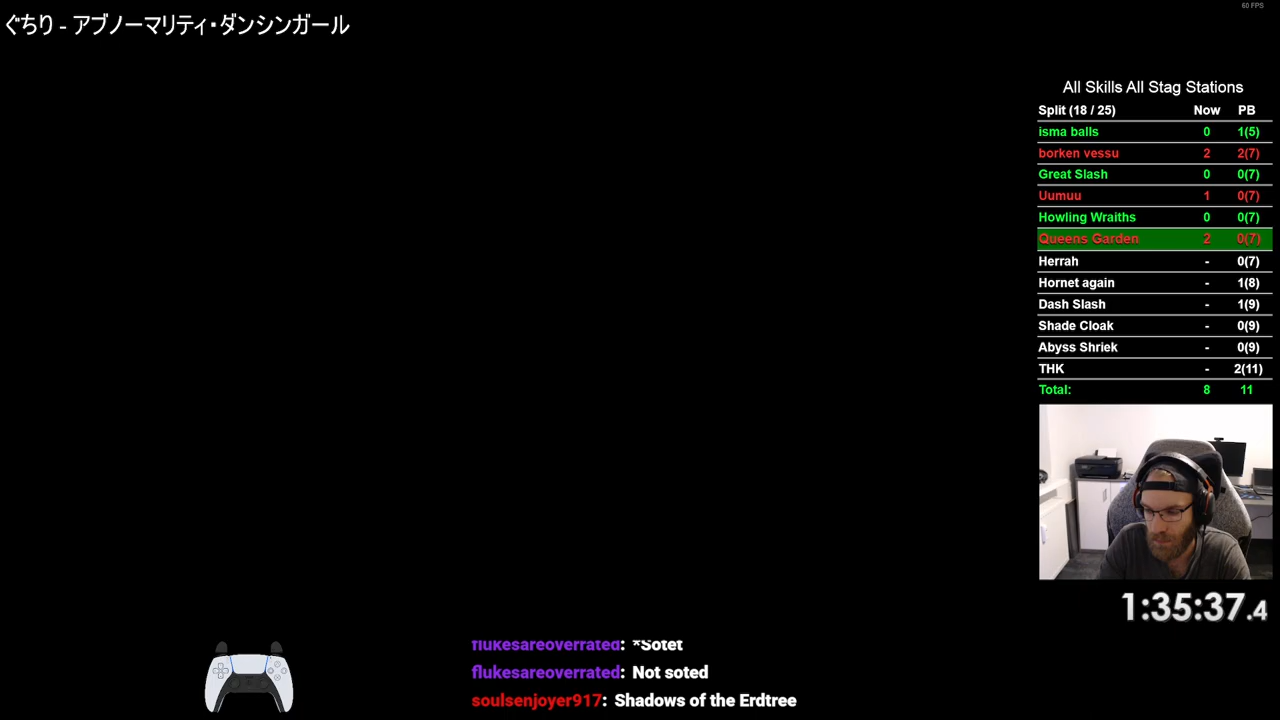 60 FPS
ぐちり - アブノーマリティ・ダンシンガール
All Skills All Stag Stations
Split (18 / 25) Now PB
isma balls 0 1(5)
borken vessu 2 2(7)
Great Slash 0 0(7)
Uumuu 1 0(7)
Howling Wraiths 0 0(7)
Queens Garden 2 0(7)
Herrah - 0(7)
Hornet again - 1(8)
Dash Slash - 1(9)
Shade Cloak - 0(9)
Abyss Shriek - 0(9)
THK - 2(11)
Total: 8 11
1:35:37.4
flukesareoverrated: *Sotet
flukesareoverrated: Not soted
soulsenjoyer917: Shadows of the Erdtree